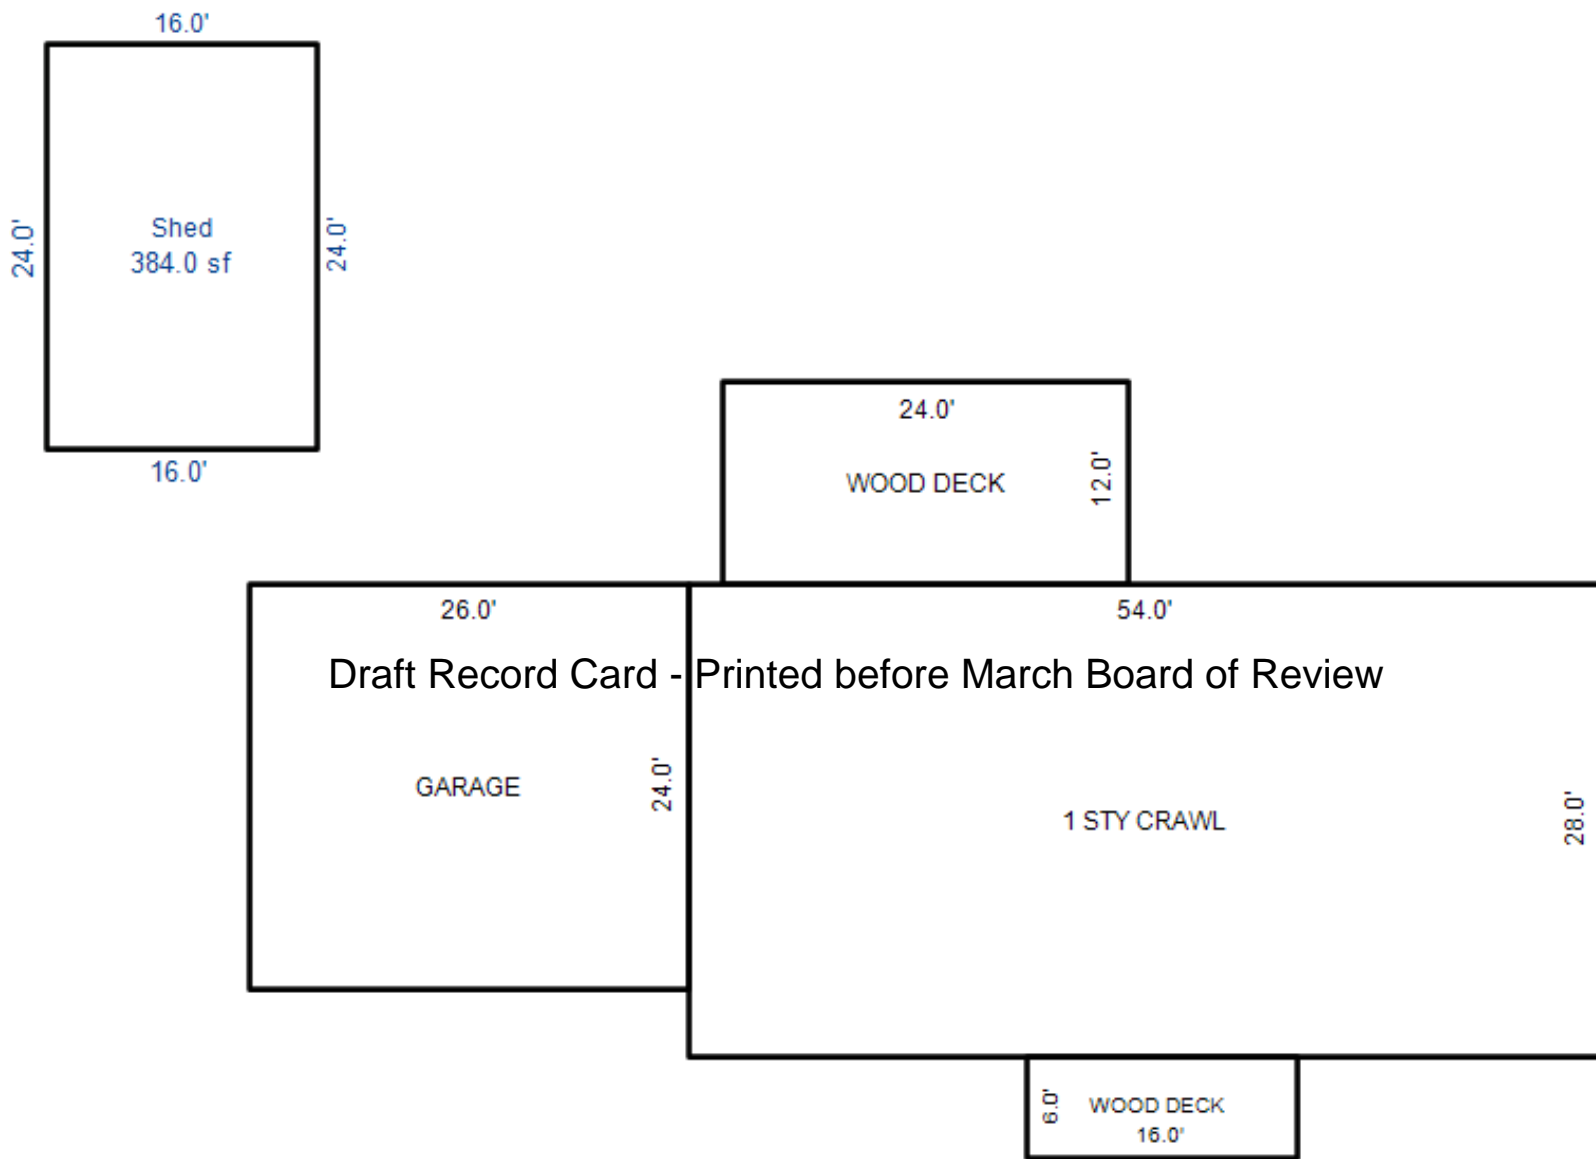 16.0'
24.0'
Shed
384.0 sf
24.0'
16.0'
24.0'
WOOD DECK
12.0'
26.0'
54.0'
Draft Record Card - Printed before March Board of Review
GARAGE
24.0'
1 STY CRAWL
28.0'
6.0'
WOOD DECK
16.0'